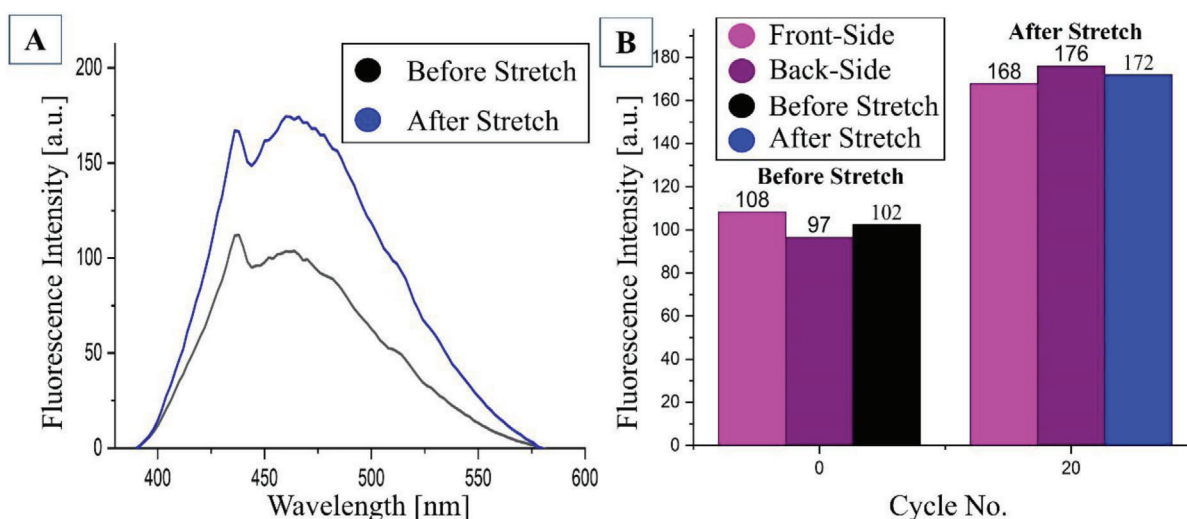 A
Fluorescence Intensity [a.u.]
200
150
100
50
0
Before Stretch
After Stretch
400 450 500 550 600
Wavelength [nm]
B
Fluorescence Intensity [a.u.]
180
160
140
120
100
80
60
40
20
0
Front-Side
Back-Side
Before Stretch
After Stretch
Before Stretch
108 97 102
After Stretch
168 176 172
0 20
Cycle No.